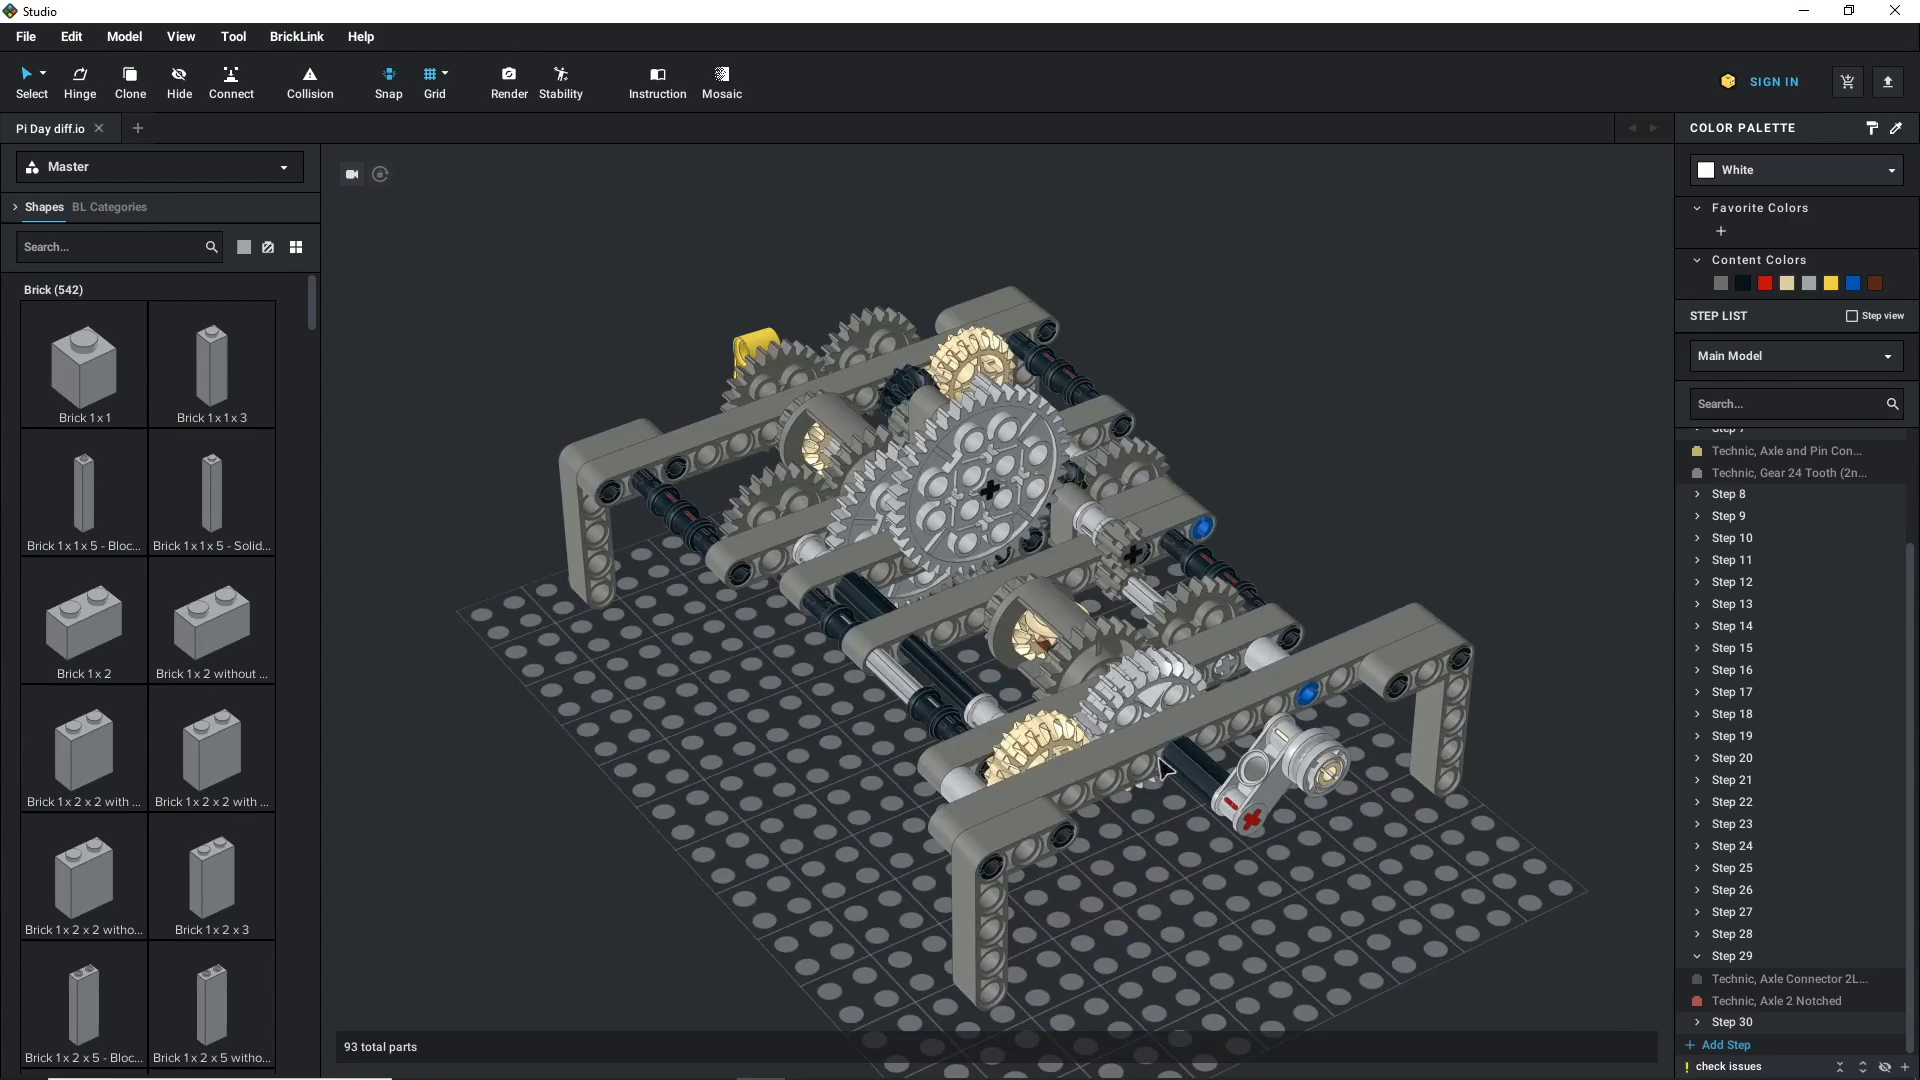 Studio
File Edit Model View Tool BrickLink Help
Select Hinge Clone Hide Connect Collision Snap Grid Render Stability Instruction Mosaic
SIGN IN
Pi Day diff.io
Master
Shapes BL Categories
Search...
Brick (542)
Brick 1 x 1
Brick 1 x 1 x 3
Brick 1 x 1 x 5 - Bloc...
Brick 1 x 1 x 5 - Solid...
Brick 1 x 2
Brick 1 x 2 without ...
Brick 1 x 2 x 2 with ...
Brick 1 x 2 x 2 with ...
Brick 1 x 2 x 2 witho...
Brick 1 x 2 x 3
Brick 1 x 2 x 5 - Bloc...
Brick 1 x 2 x 5 witho...
93 total parts
COLOR PALETTE
White
Favorite Colors
+
Content Colors
STEP LIST
Step view
Main Model
Search...
Technic, Axle and Pin Con...
Technic, Gear 24 Tooth (2n...
Step 8
Step 9
Step 10
Step 11
Step 12
Step 13
Step 14
Step 15
Step 16
Step 17
Step 18
Step 19
Step 20
Step 21
Step 22
Step 23
Step 24
Step 25
Step 26
Step 27
Step 28
Step 29
Technic, Axle Connector 2L...
Technic, Axle 2 Notched
Step 30
+ Add Step
! check issues